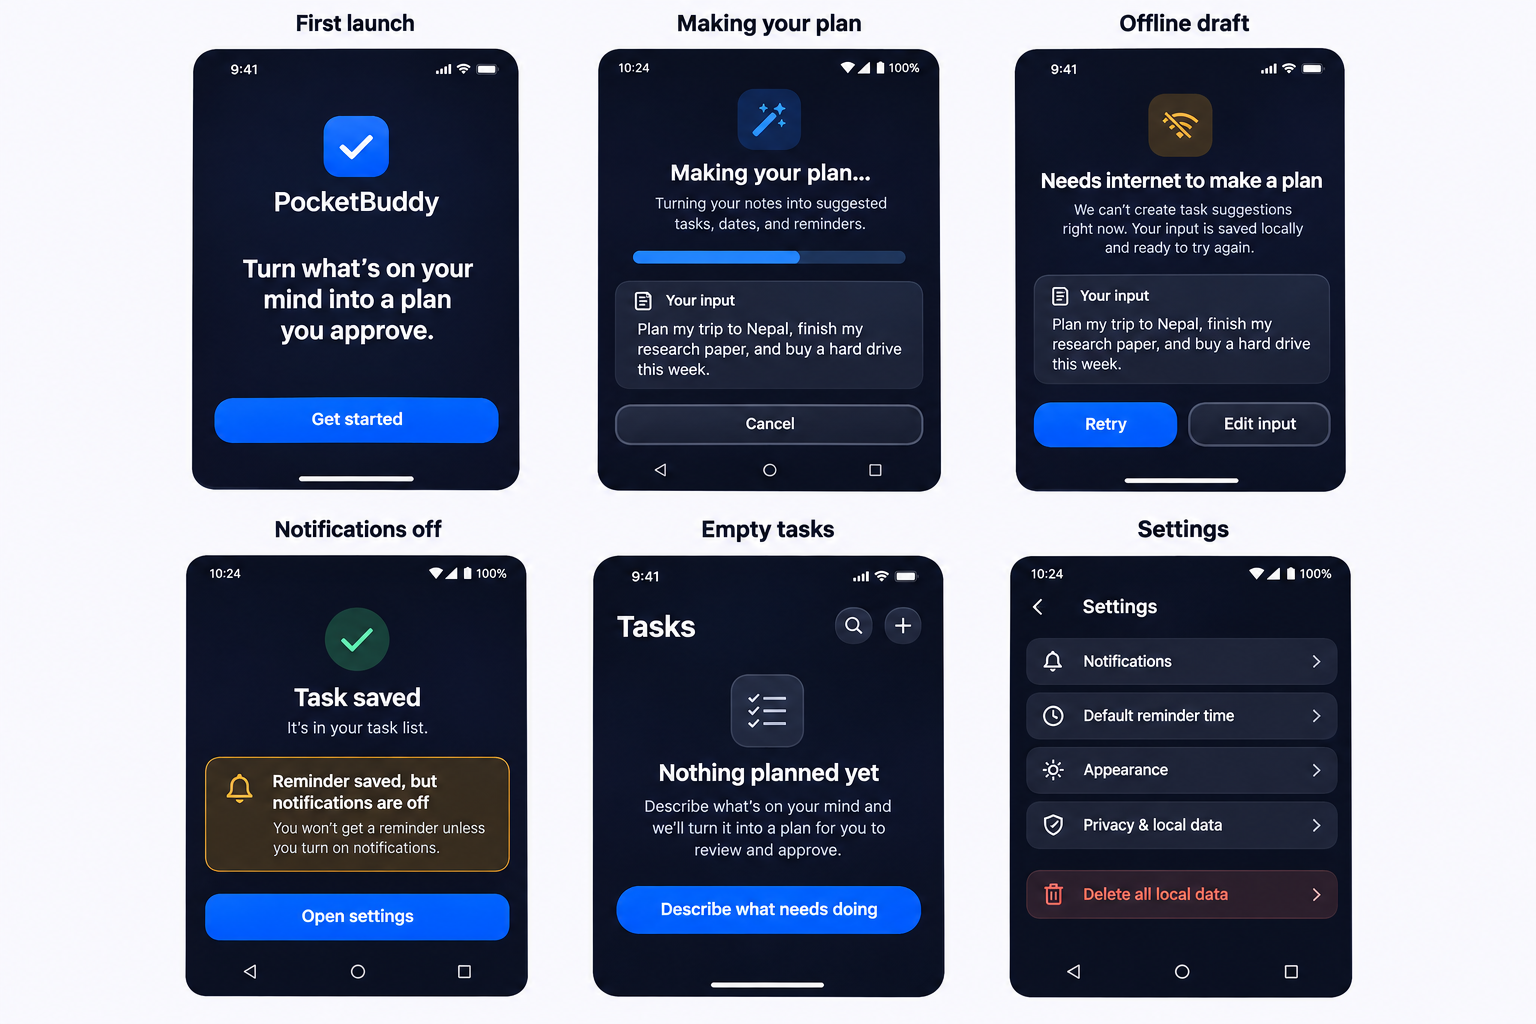 First launch
9:41
PocketBuddy
Turn what’s on your
mind into a plan
you approve.
Get started
Making your plan
10:24
100%
Making your plan...
Turning your notes into suggested
tasks, dates, and reminders.
Your input
Plan my trip to Nepal, finish my
research paper, and buy a hard drive
this week.
Cancel
Offline draft
9:41
Needs internet to make a plan
We can’t create task suggestions
right now. Your input is saved locally
and ready to try again.
Your input
Plan my trip to Nepal, finish my
research paper, and buy a hard drive
this week.
Retry
Edit input
Notifications off
10:24
100%
Task saved
It’s in your task list.
Reminder saved, but
notifications are off
You won’t get a reminder unless
you turn on notifications.
Open settings
Empty tasks
9:41
Tasks
Nothing planned yet
Describe what’s on your mind and
we’ll turn it into a plan for you to
review and approve.
Describe what needs doing
Settings
10:24
100%
Settings
Notifications
Default reminder time
Appearance
Privacy & local data
Delete all local data